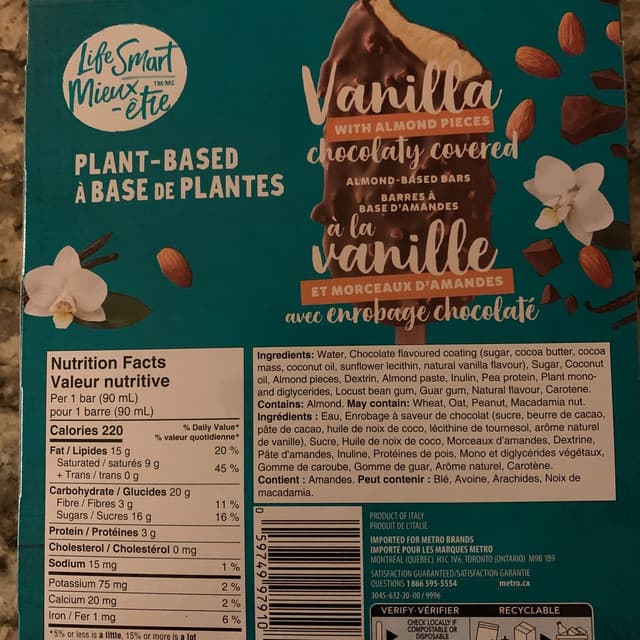 Life Smart
Mieux
-être
TM/MC
PLANT-BASED
À BASE DE PLANTES
Vanilla
WITH ALMOND PIECES
chocolaty covered
ALMOND-BASED BARS
BARRES À
BASE D'AMANDES
à la
vanille
ET MORCEAUX D'AMANDES
avec enrobage chocolaté
Nutrition Facts
Valeur nutritive
Per 1 bar (90 mL)
pour 1 barre (90 mL)
Calories 220
% Daily Value*
% valeur quotidienne*
Fat / Lipides 15 g 20 %
Saturated / saturés 9 g
+ Trans / trans 0 g 45 %
Carbohydrate / Glucides 20 g
Fibre / Fibres 3 g 11 %
Sugars / Sucres 16 g 16 %
Protein / Protéines 3 g
Cholesterol / Cholestérol 0 mg
Sodium 15 mg 1 %
Potassium 75 mg 2 %
Calcium 20 mg 2 %
Iron / Fer 1 mg 6 %
*5% or less is a little, 15% or more is a lot
Ingredients: Water, Chocolate flavoured coating (sugar, cocoa butter, cocoa
mass, coconut oil, sunflower lecithin, natural vanilla flavour), Sugar, Coconut
oil, Almond pieces, Dextrin, Almond paste, Inulin, Pea protein, Plant mono-
and diglycerides, Locust bean gum, Guar gum, Natural flavour, Carotene.
Contains: Almond. May contain: Wheat, Oat, Peanut, Macadamia nut.
Ingrédients : Eau, Enrobage à saveur de chocolat (sucre, beurre de cacao,
pâte de cacao, huile de noix de coco, lécithine de tournesol, arôme naturel
de vanille), Sucre, Huile de noix de coco, Morceaux d'amandes, Dextrine,
Pâte d'amandes, Inuline, Protéines de pois, Mono et diglycérides végétaux,
Gomme de caroube, Gomme de guar, Arôme naturel, Carotène.
Contient : Amandes. Peut contenir : Blé, Avoine, Arachides, Noix de
macadamia.
0 59749 97910
PRODUCT OF ITALY
PRODUIT DE L'ITALIE
IMPORTED FOR METRO BRANDS
IMPORTÉ POUR LES MARQUES METRO
MONTRÉAL (QUÉBEC) H1C 1V6, TORONTO (ONTARIO) M9B 1B9
SATISFACTION GUARANTEED/SATISFACTION GARANTIE
QUESTIONS 1 866 595-5554 metro.ca
3045-632-20-00 / 9996
VERIFY-VÉRIFIER
CHECK LOCALLY IF
COMPOSTABLE OR
DISPOSABLE
RECYCLABLE